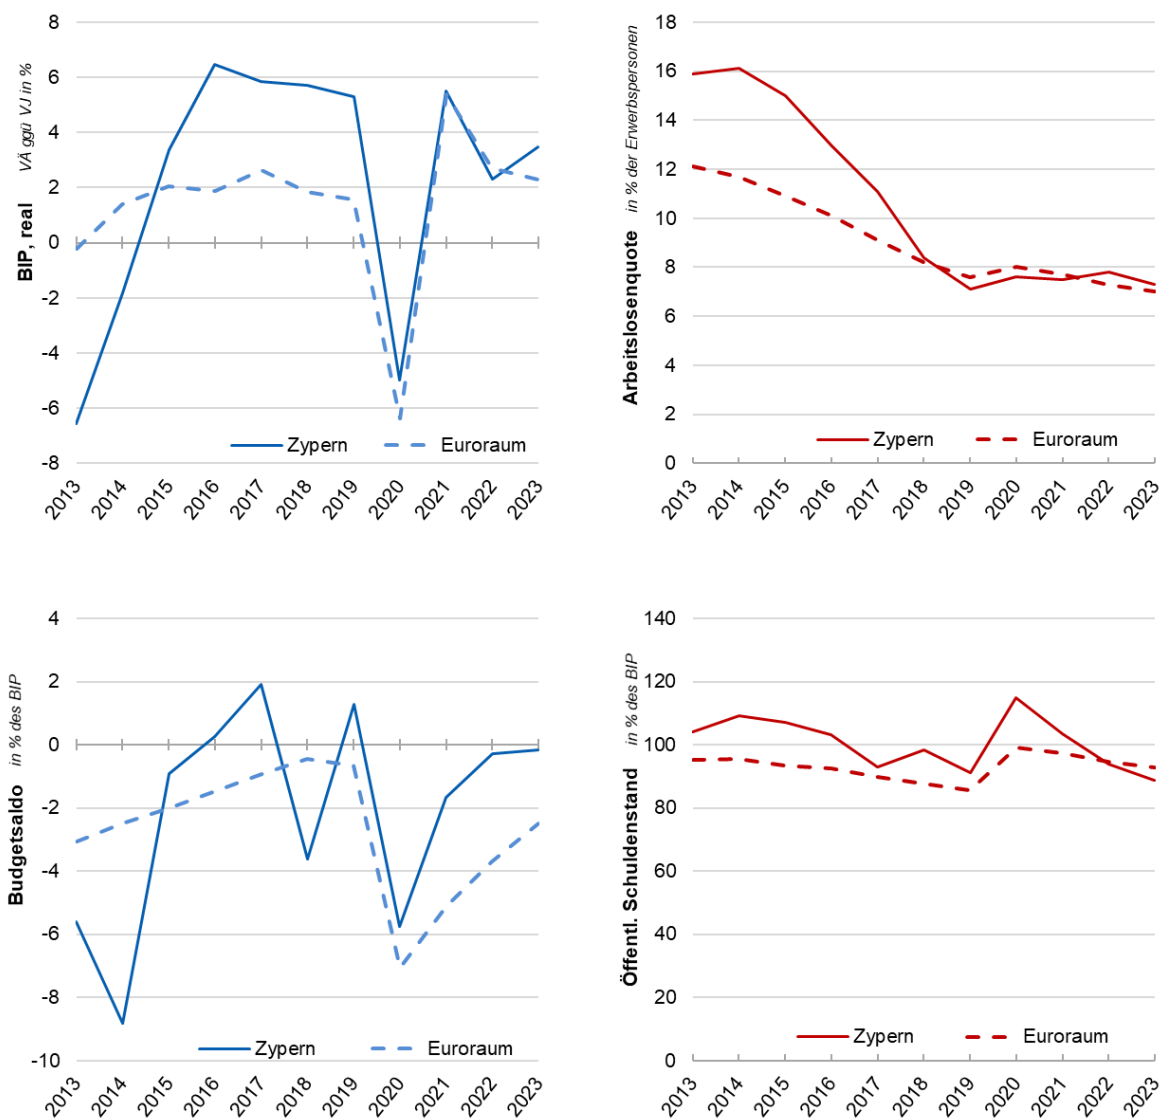 BIP, real VÄ ggü VJ in %
8
6
4
2
0
-2
-4
-6
-8
Zypern Euroraum
2013 2014 2015 2016 2017 2018 2019 2020 2021 2022 2023
Arbeitslosenquote in % der Erwerbspersonen
18
16
14
12
10
8
6
4
2
0
Zypern Euroraum
2013 2014 2015 2016 2017 2018 2019 2020 2021 2022 2023
Budgetsaldo in % des BIP
4
2
0
-2
-4
-6
-8
-10
Zypern Euroraum
2013 2014 2015 2016 2017 2018 2019 2020 2021 2022 2023
Öffentl. Schuldenstand in % des BIP
140
120
100
80
60
40
20
0
Zypern Euroraum
2013 2014 2015 2016 2017 2018 2019 2020 2021 2022 2023